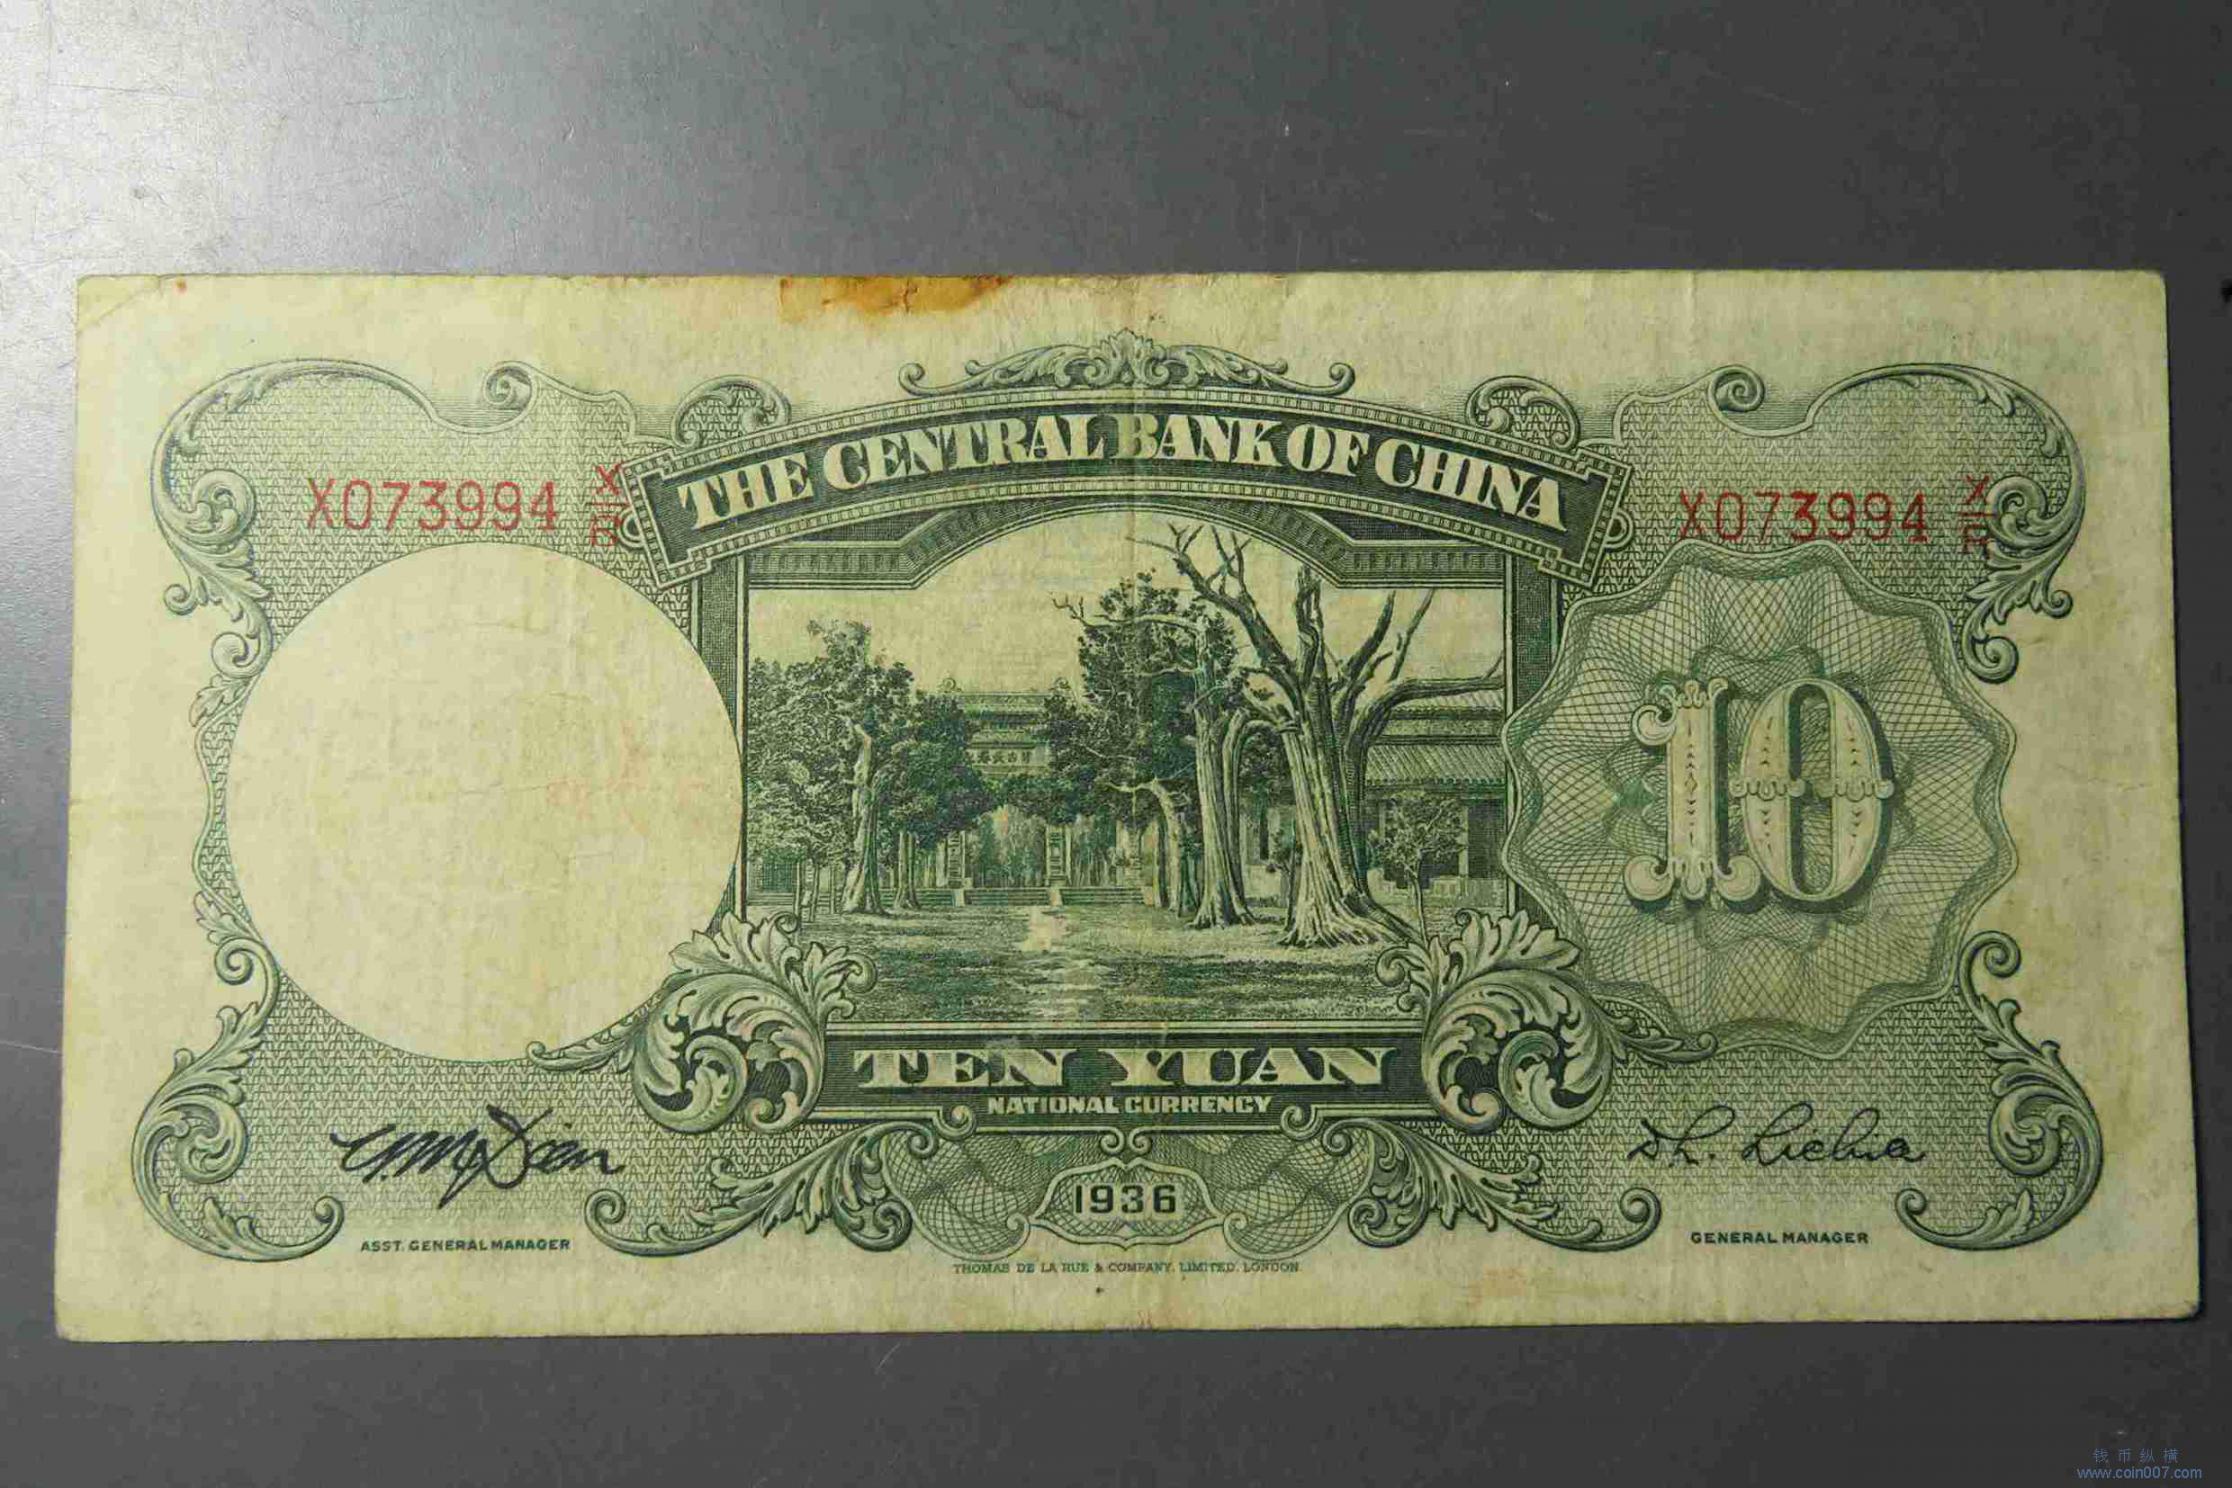 THE CENTRAL BANK OF CHINA
X073994 X
X073994 X
10
TEN YUAN
NATIONAL CURRENCY
1936
ASST. GENERAL MANAGER
GENERAL MANAGER
THOMAS DE LA RUE & COMPANY, LIMITED, LONDON.
钱币纵横
www.coin007.com